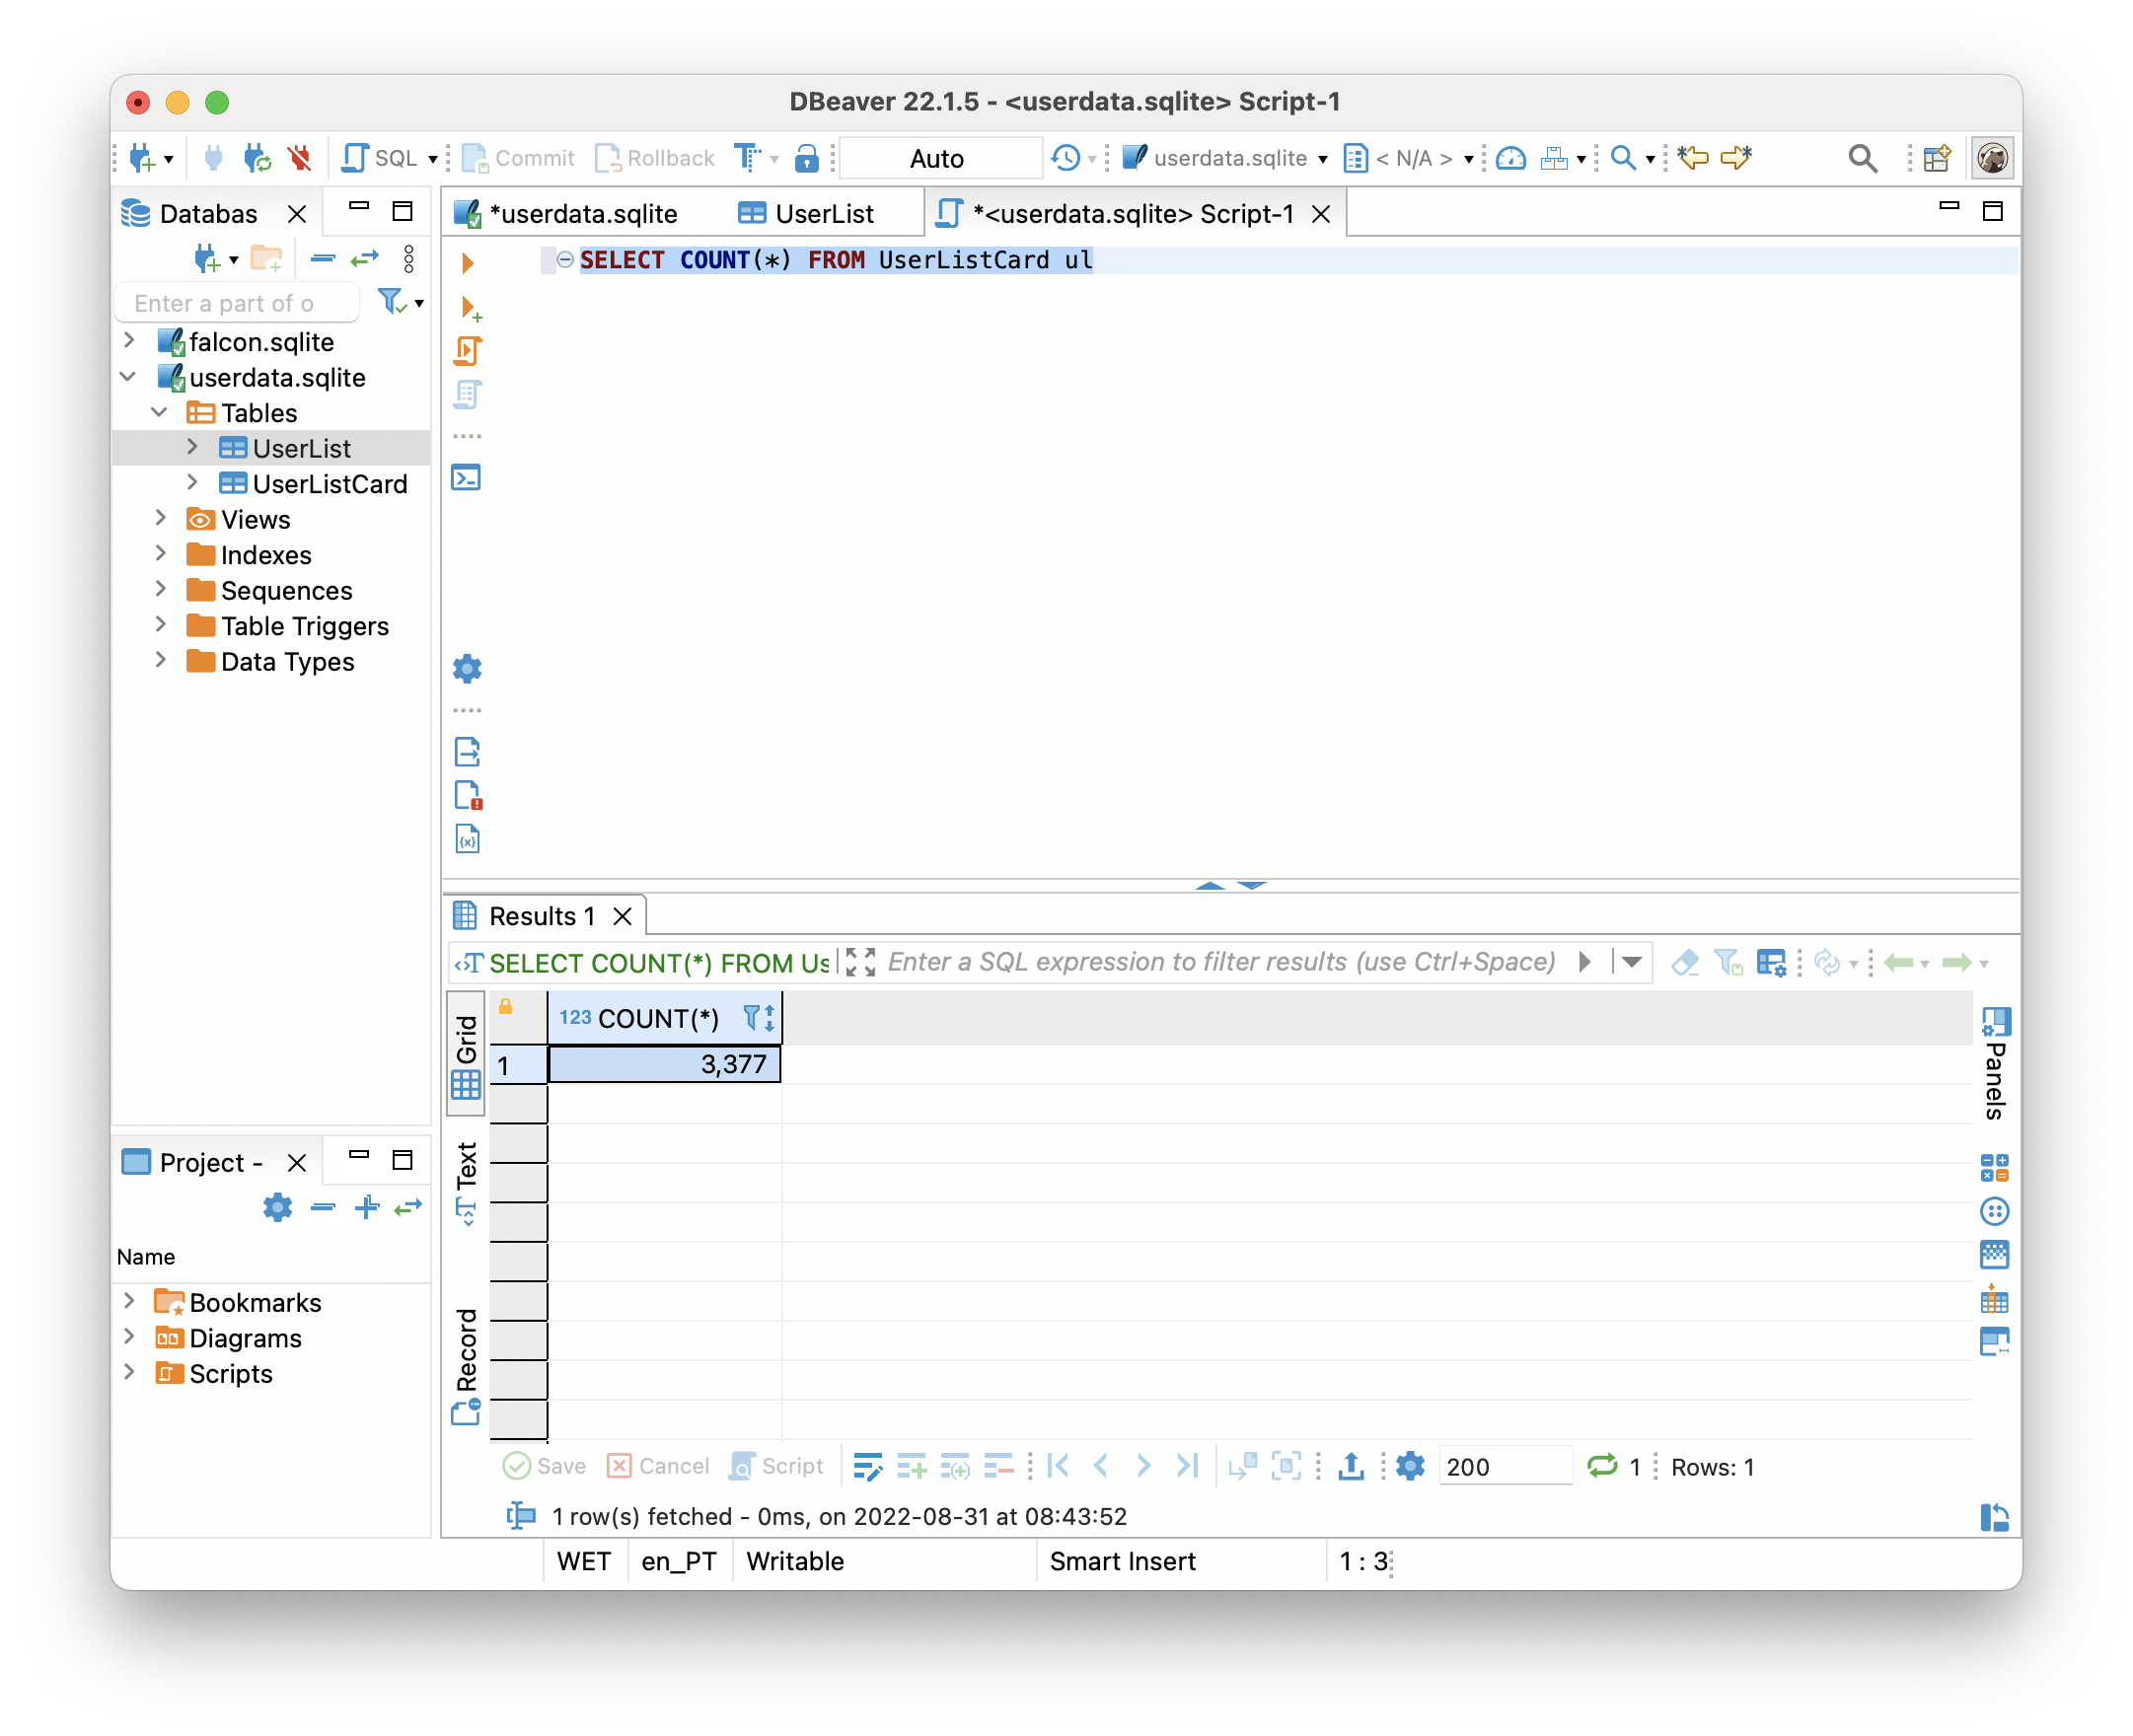 DBeaver 22.1.5 - <userdata.sqlite> Script-1
SQL
Commit
Rollback
Auto
userdata.sqlite
< N/A >
Databas
Enter a part of o
falcon.sqlite
userdata.sqlite
Tables
UserList
UserListCard
Views
Indexes
Sequences
Table Triggers
Data Types
Project -
Name
Bookmarks
Diagrams
Scripts
*userdata.sqlite
UserList
*<userdata.sqlite> Script-1
SELECT COUNT(*) FROM UserListCard ul
Results 1
SELECT COUNT(*) FROM Us
Enter a SQL expression to filter results (use Ctrl+Space)
Grid
Text
Record
123 COUNT(*)
1
3,377
Panels
Save
Cancel
Script
200
1
Rows: 1
1 row(s) fetched - 0ms, on 2022-08-31 at 08:43:52
WET
en_PT
Writable
Smart Insert
1 : 3